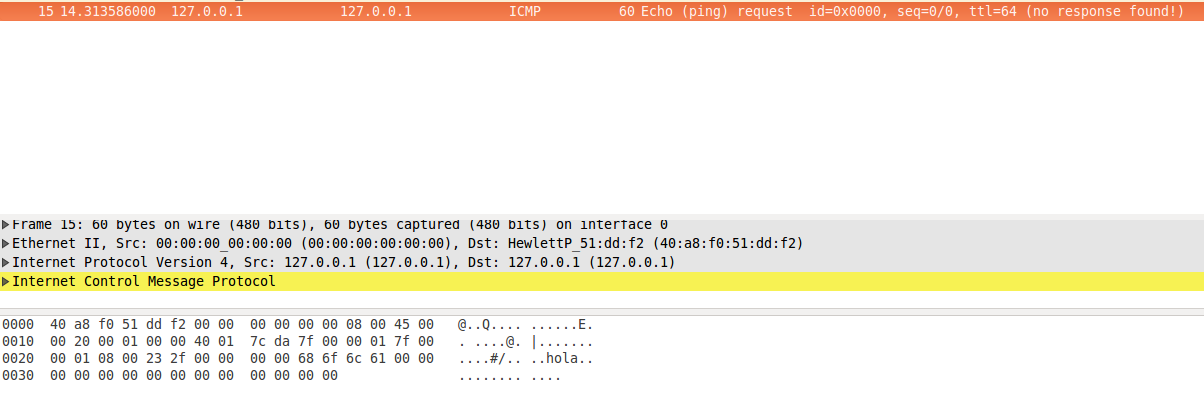 15 14.313586000 127.0.0.1 127.0.0.1 ICMP 60 Echo (ping) request id=0x0000, seq=0/0, ttl=64 (no response found!)
Frame 15: 60 bytes on wire (480 bits), 60 bytes captured (480 bits) on interface 0
Ethernet II, Src: 00:00:00_00:00:00 (00:00:00:00:00:00), Dst: HewlettP_51:dd:f2 (40:a8:f0:51:dd:f2)
Internet Protocol Version 4, Src: 127.0.0.1 (127.0.0.1), Dst: 127.0.0.1 (127.0.0.1)
Internet Control Message Protocol
0000 40 a8 f0 51 dd f2 00 00 00 00 00 00 08 00 45 00 @..Q.... ......E.
0010 00 20 00 01 00 00 40 01 7c da 7f 00 00 01 7f 00 . ....@. |.......
0020 00 01 08 00 23 2f 00 00 00 00 68 6f 6c 61 00 00 ....#/.. ..hola..
0030 00 00 00 00 00 00 00 00 00 00 00 00 ........ ....